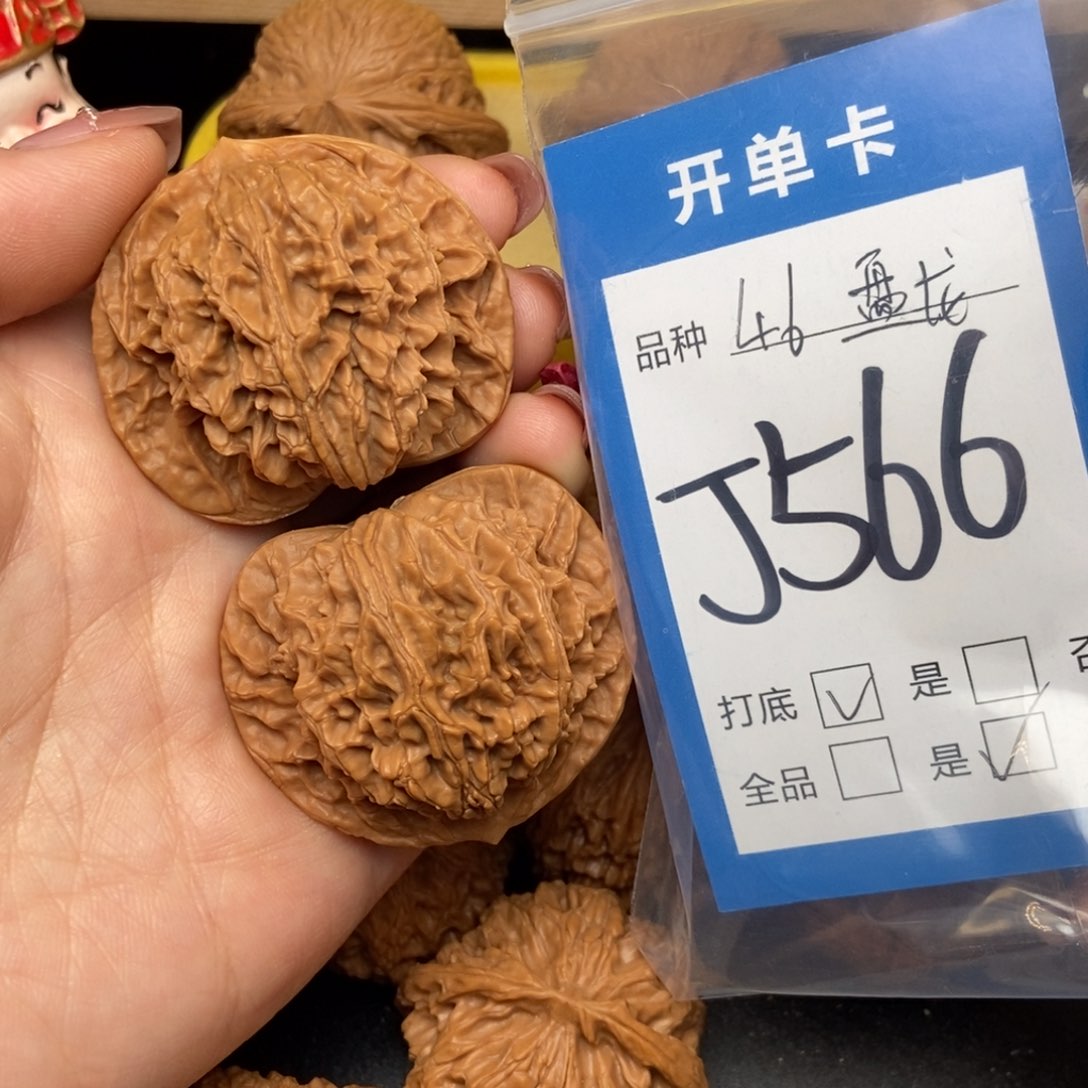 开单卡
品种 46 盘龙
J566
打底 ☑ 是 ☐ 否
全品 ☐ 是 ☑